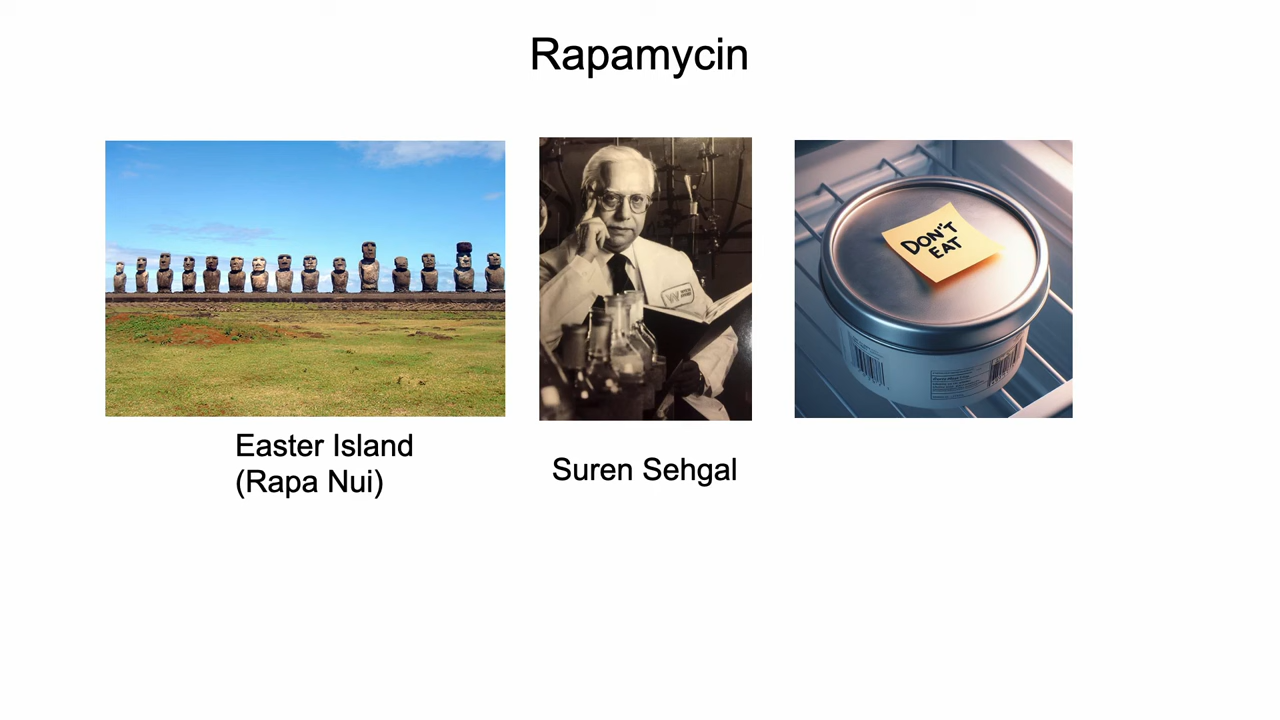 Rapamycin
DON'T
EAT
Easter Island
(Rapa Nui)
Suren Sehgal